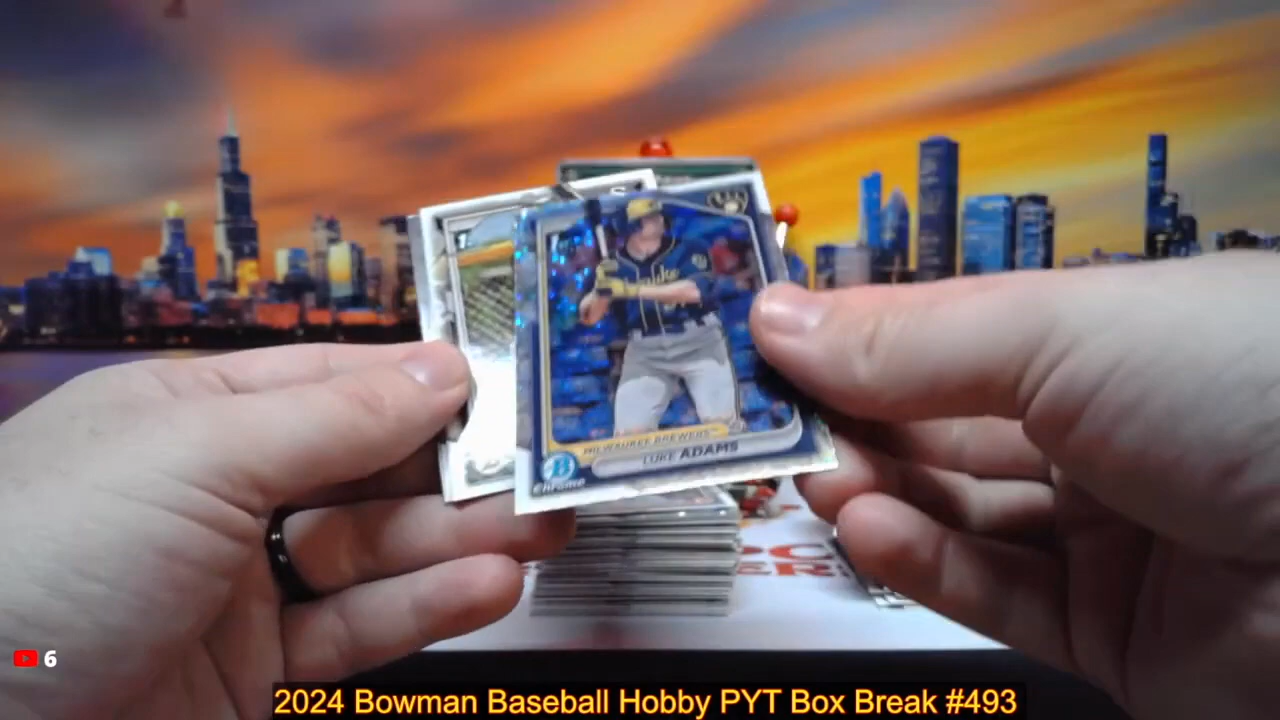 MILWAUKEE BREWERS
LUKE ADAMS
Chrome
6
2024 Bowman Baseball Hobby PYT Box Break #493